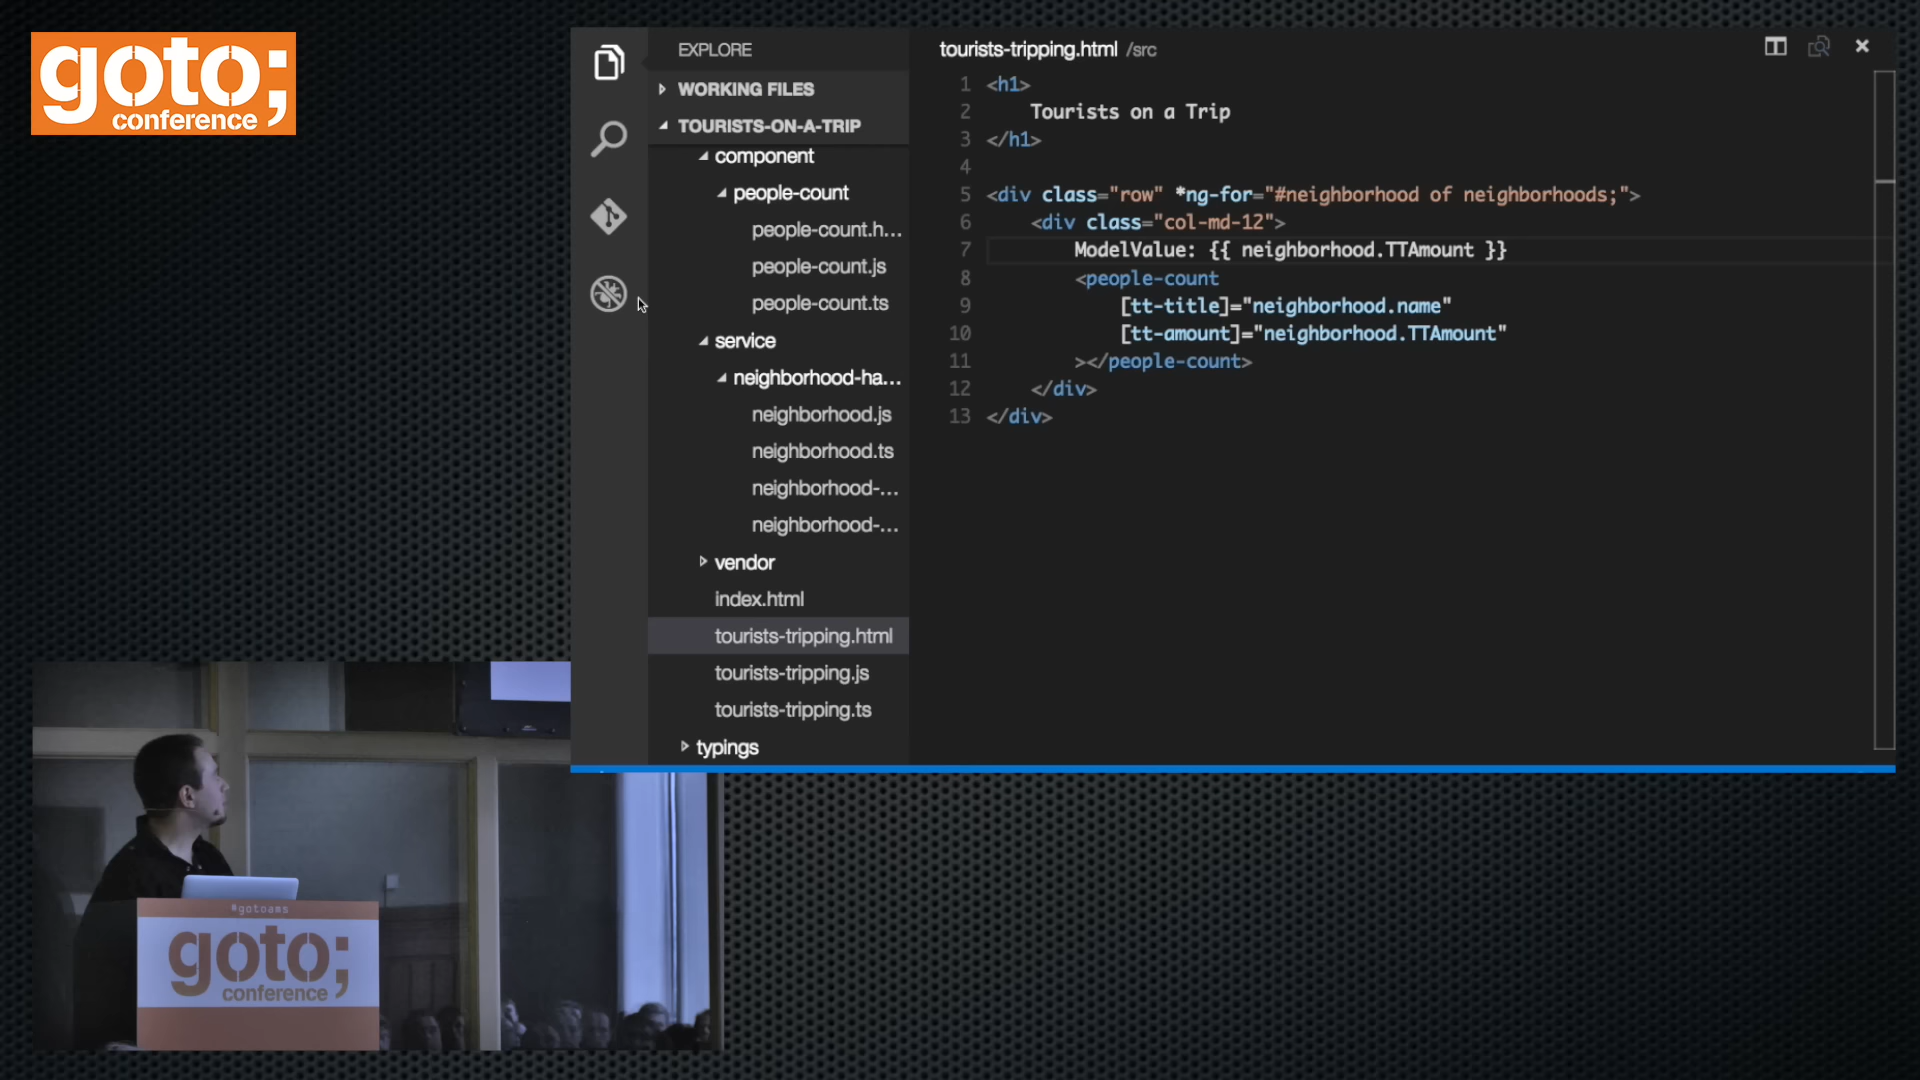 goto;
conference
EXPLORE
WORKING FILES
TOURISTS-ON-A-TRIP
component
people-count
people-count.h...
people-count.js
people-count.ts
service
neighborhood-ha...
neighborhood.js
neighborhood.ts
neighborhood-...
neighborhood-...
vendor
index.html
tourists-tripping.html
tourists-tripping.js
tourists-tripping.ts
typings
tourists-tripping.html /src
1 <h1>
2 Tourists on a Trip
3 </h1>
4
5 <div class="row" *ng-for="#neighborhood of neighborhoods;">
6 <div class="col-md-12">
7 ModelValue: {{ neighborhood.TTAmount }}
8 <people-count
9 [tt-title]="neighborhood.name"
10 [tt-amount]="neighborhood.TTAmount"
11 ></people-count>
12 </div>
13 </div>
#gotoams
goto;
conference